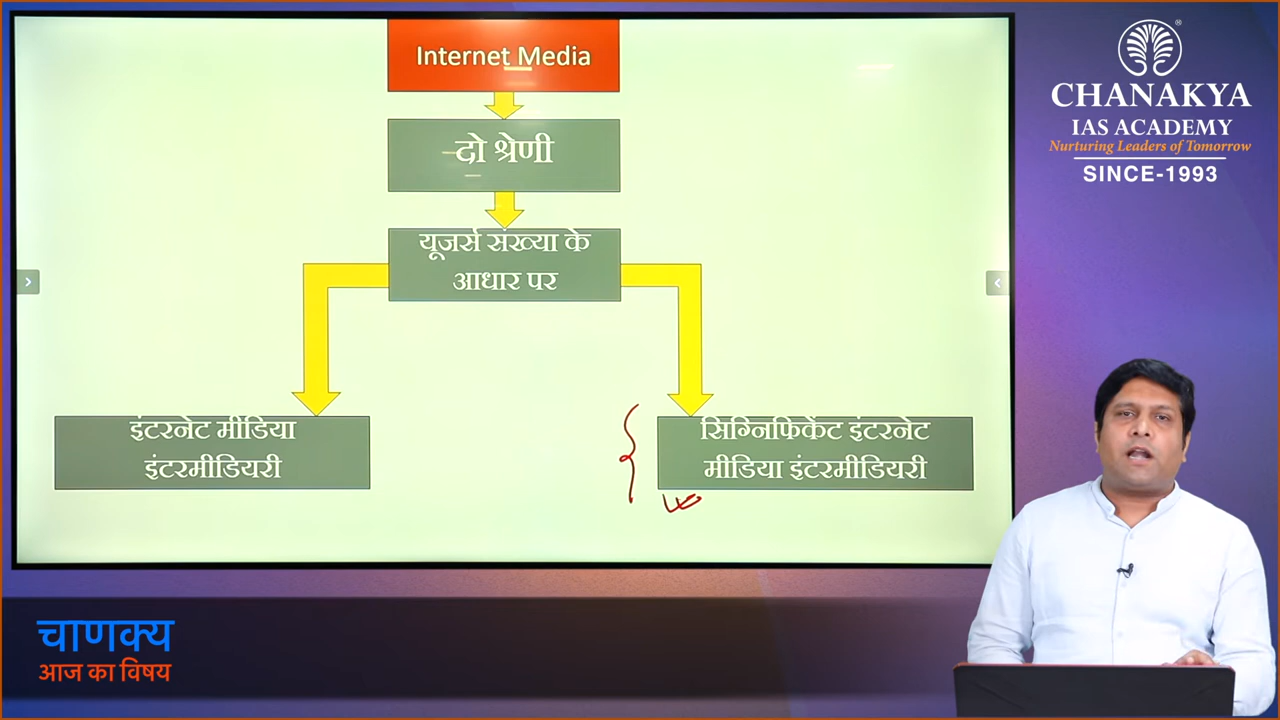 Internet Media
दो श्रेणी
यूजर्स संख्या के
आधार पर
इंटरनेट मीडिया
इंटरमीडियरी
सिग्निफिकेंट इंटरनेट
मीडिया इंटरमीडियरी
CHANAKYA
IAS ACADEMY
Nurturing Leaders of Tomorrow
SINCE-1993
चाणक्य
आज का विषय